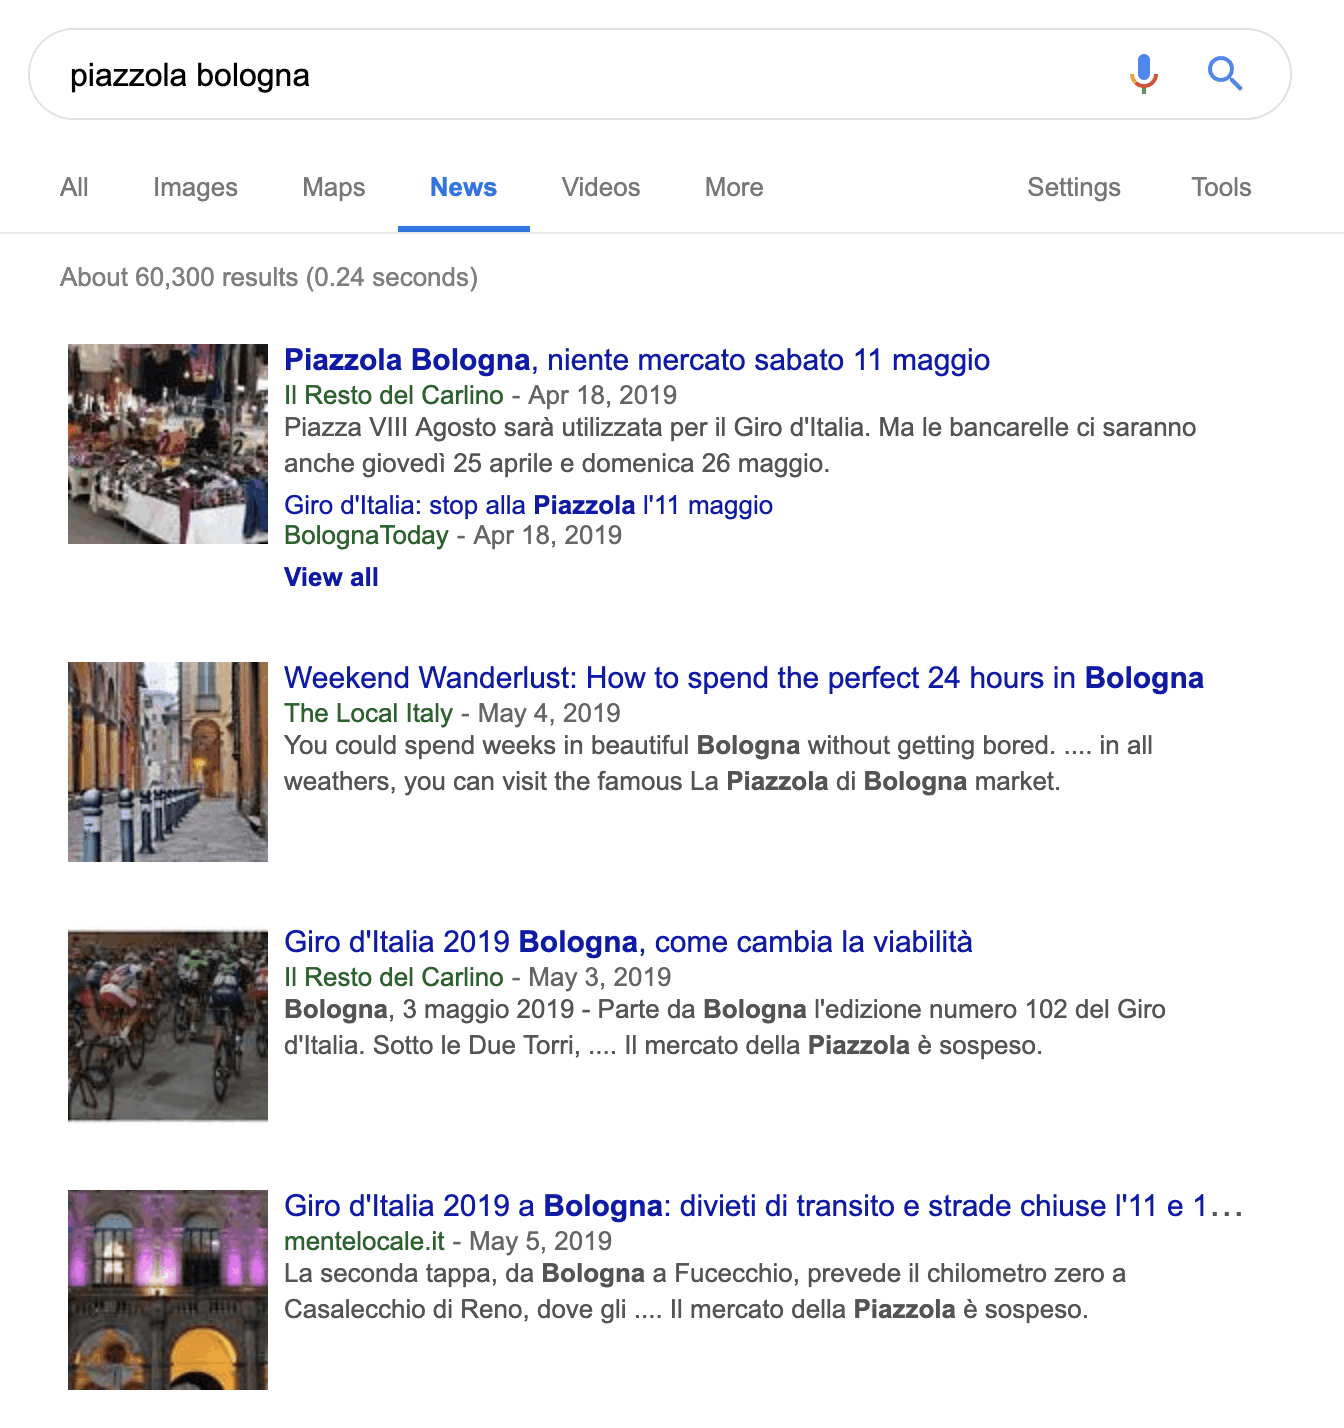 piazzola bologna
All Images Maps News Videos More Settings Tools
About 60,300 results (0.24 seconds)
Piazzola Bologna, niente mercato sabato 11 maggio
Il Resto del Carlino - Apr 18, 2019
Piazza VIII Agosto sarà utilizzata per il Giro d'Italia. Ma le bancarelle ci saranno
anche giovedì 25 aprile e domenica 26 maggio.
Giro d'Italia: stop alla Piazzola l'11 maggio
BolognaToday - Apr 18, 2019
View all
Weekend Wanderlust: How to spend the perfect 24 hours in Bologna
The Local Italy - May 4, 2019
You could spend weeks in beautiful Bologna without getting bored. .... in all
weathers, you can visit the famous La Piazzola di Bologna market.
Giro d'Italia 2019 Bologna, come cambia la viabilità
Il Resto del Carlino - May 3, 2019
Bologna, 3 maggio 2019 - Parte da Bologna l'edizione numero 102 del Giro
d'Italia. Sotto le Due Torri, .... Il mercato della Piazzola è sospeso.
Giro d'Italia 2019 a Bologna: divieti di transito e strade chiuse l'11 e 1...
mentelocale.it - May 5, 2019
La seconda tappa, da Bologna a Fucecchio, prevede il chilometro zero a
Casalecchio di Reno, dove gli .... Il mercato della Piazzola è sospeso.